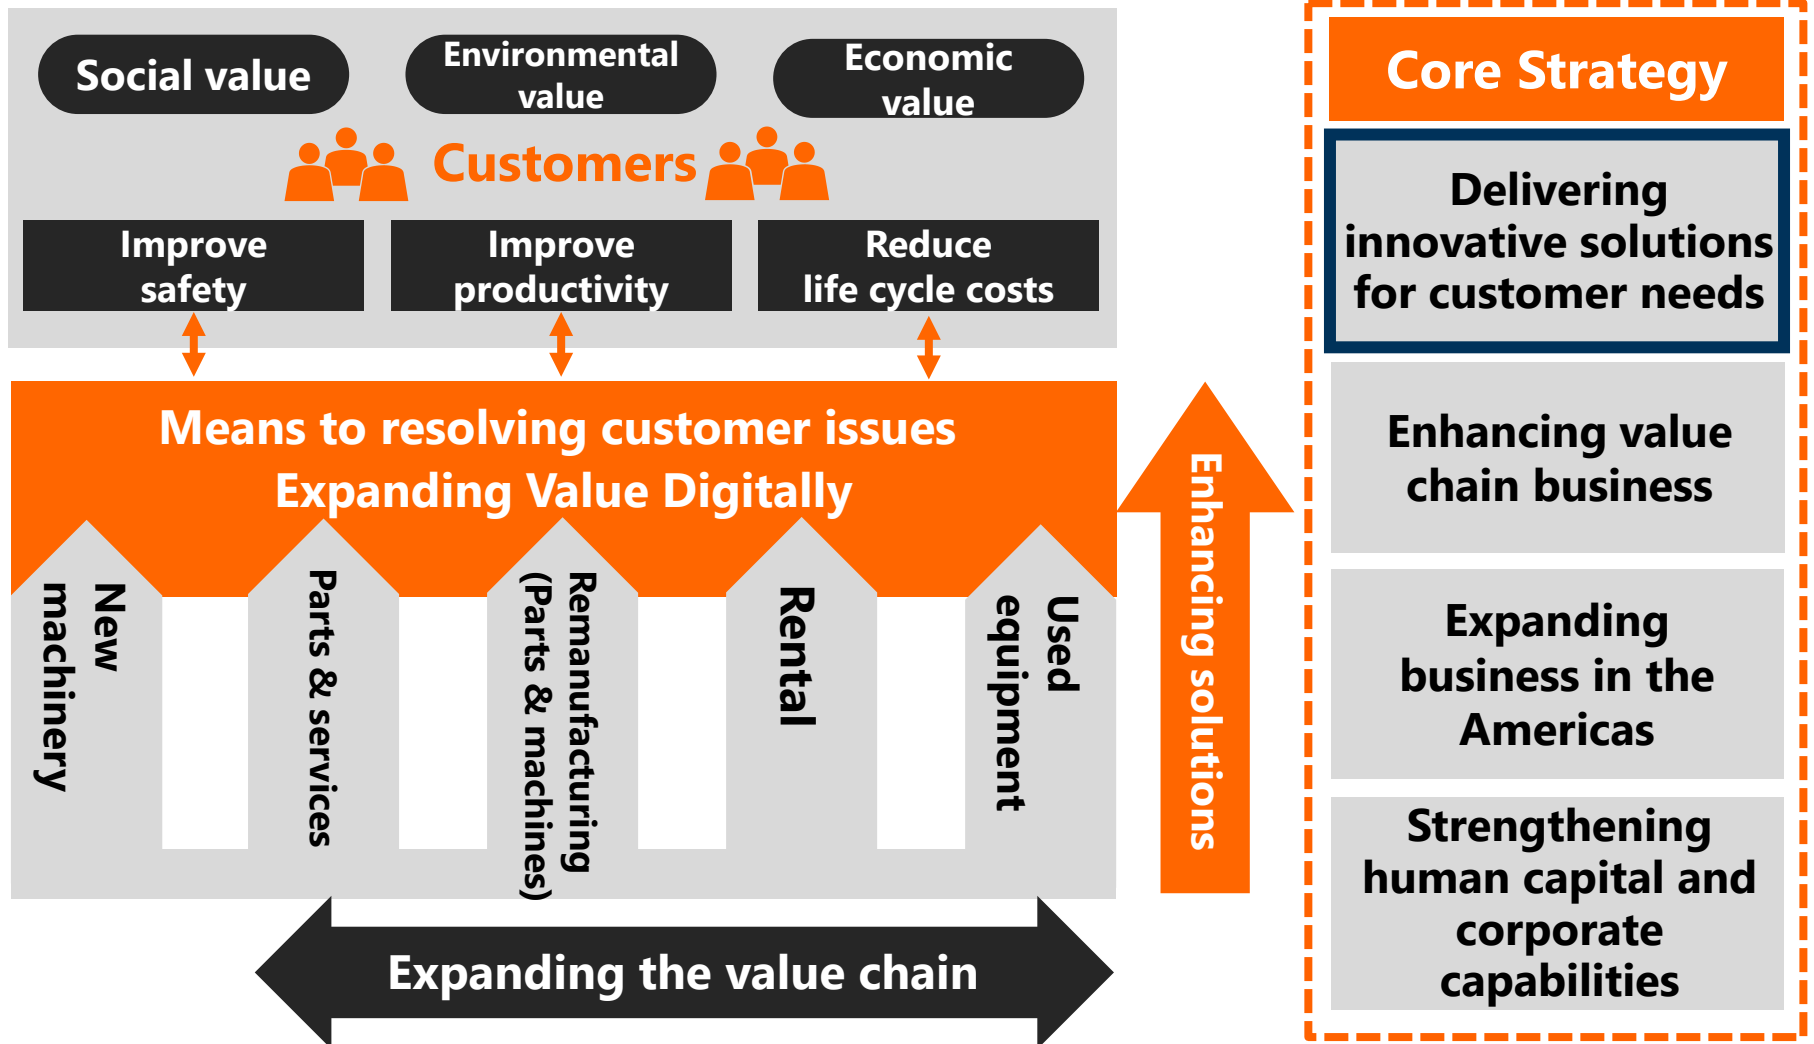 Social value
Environmental
value
Economic
value
Customers
Improve
safety
Improve
productivity
Reduce
life cycle costs
Means to resolving customer issues
Expanding Value Digitally
New
machinery
Parts & services
Remanufacturing
(Parts & machines)
Rental
Used
equipment
Expanding the value chain
Enhancing solutions
Core Strategy
Delivering
innovative solutions
for customer needs
Enhancing value
chain business
Expanding
business in the
Americas
Strengthening
human capital and
corporate
capabilities